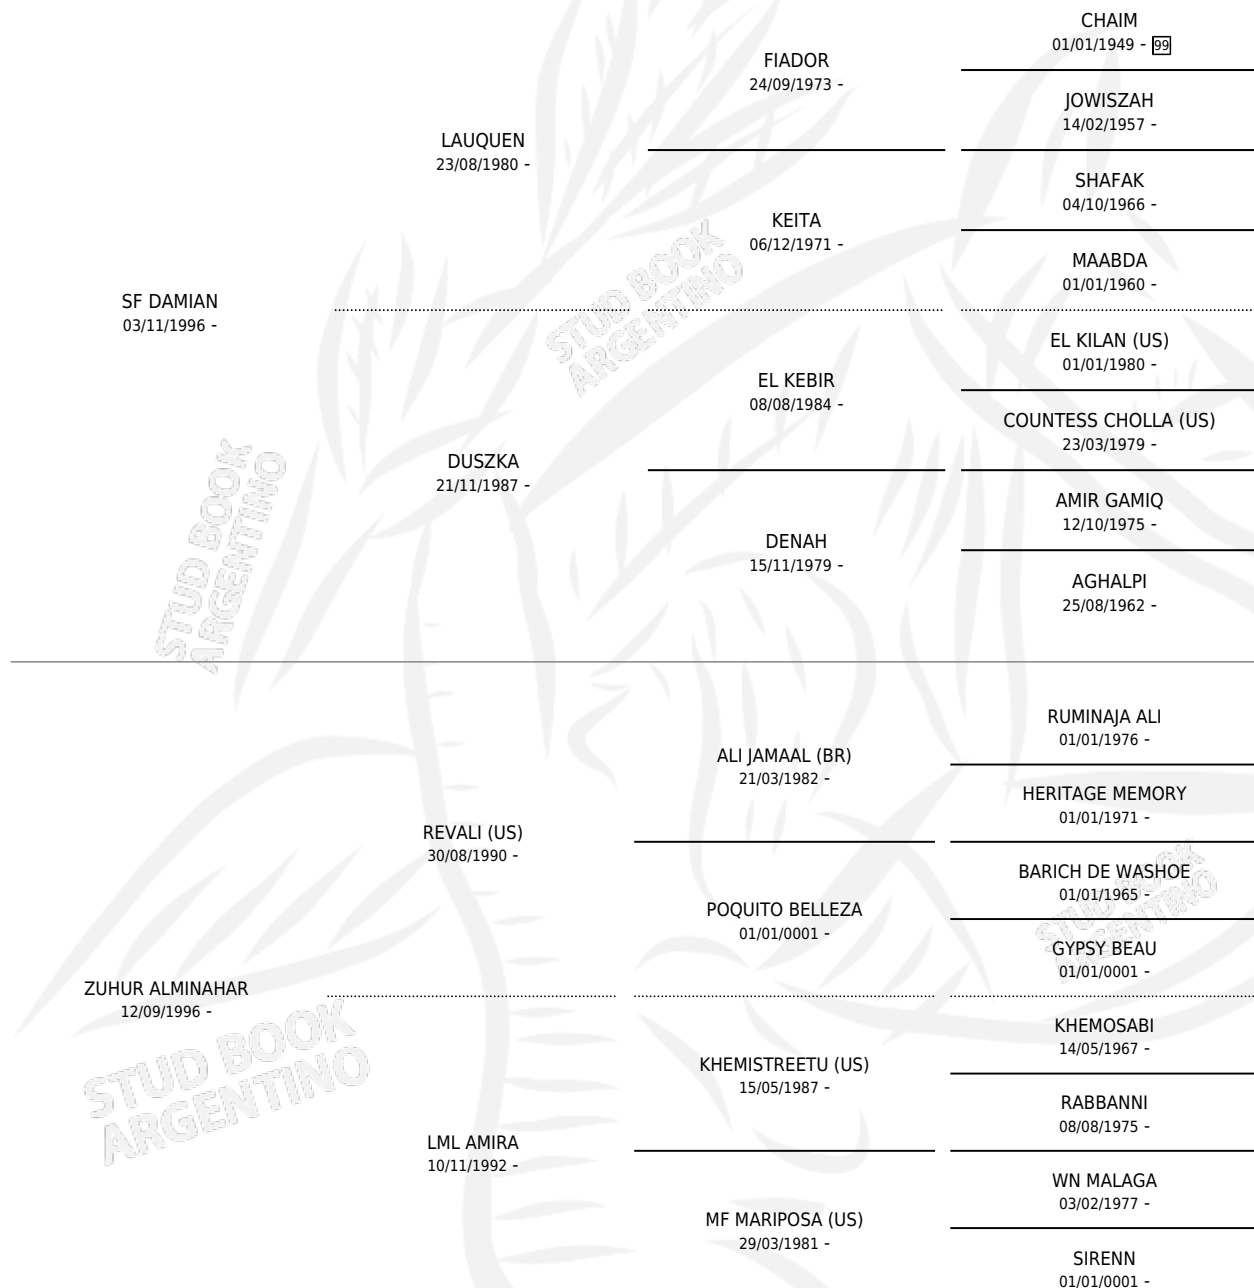 CHAIM
01/01/1949 - 99
FIADOR
24/09/1973 -
JOWISZAH
14/02/1957 -
LAUQUEN
23/08/1980 -
SHAFAK
04/10/1966 -
KEITA
06/12/1971 -
MAABDA
01/01/1960 -
SF DAMIAN
03/11/1996 -
EL KILAN (US)
01/01/1980 -
EL KEBIR
08/08/1984 -
COUNTESS CHOLLA (US)
23/03/1979 -
DUSZKA
21/11/1987 -
AMIR GAMIQ
12/10/1975 -
DENAH
15/11/1979 -
AGHALPI
25/08/1962 -
RUMINAJA ALI
01/01/1976 -
ALI JAMAAL (BR)
21/03/1982 -
HERITAGE MEMORY
01/01/1971 -
REVALI (US)
30/08/1990 -
BARICH DE WASHOE
01/01/1965 -
POQUITO BELLEZA
01/01/0001 -
GYPSY BEAU
01/01/0001 -
ZUHUR ALMINAHAR
12/09/1996 -
KHEMOSABI
14/05/1967 -
KHEMISTREETU (US)
15/05/1987 -
RABBANNI
08/08/1975 -
LML AMIRA
10/11/1992 -
WN MALAGA
03/02/1977 -
MF MARIPOSA (US)
29/03/1981 -
SIRENN
01/01/0001 -
STUD BOOK
ARGENTINO
STUD BOOK
ARGENTINO
STUD BOOK
ARGENTINO
STUD BOOK
ARGENTINO